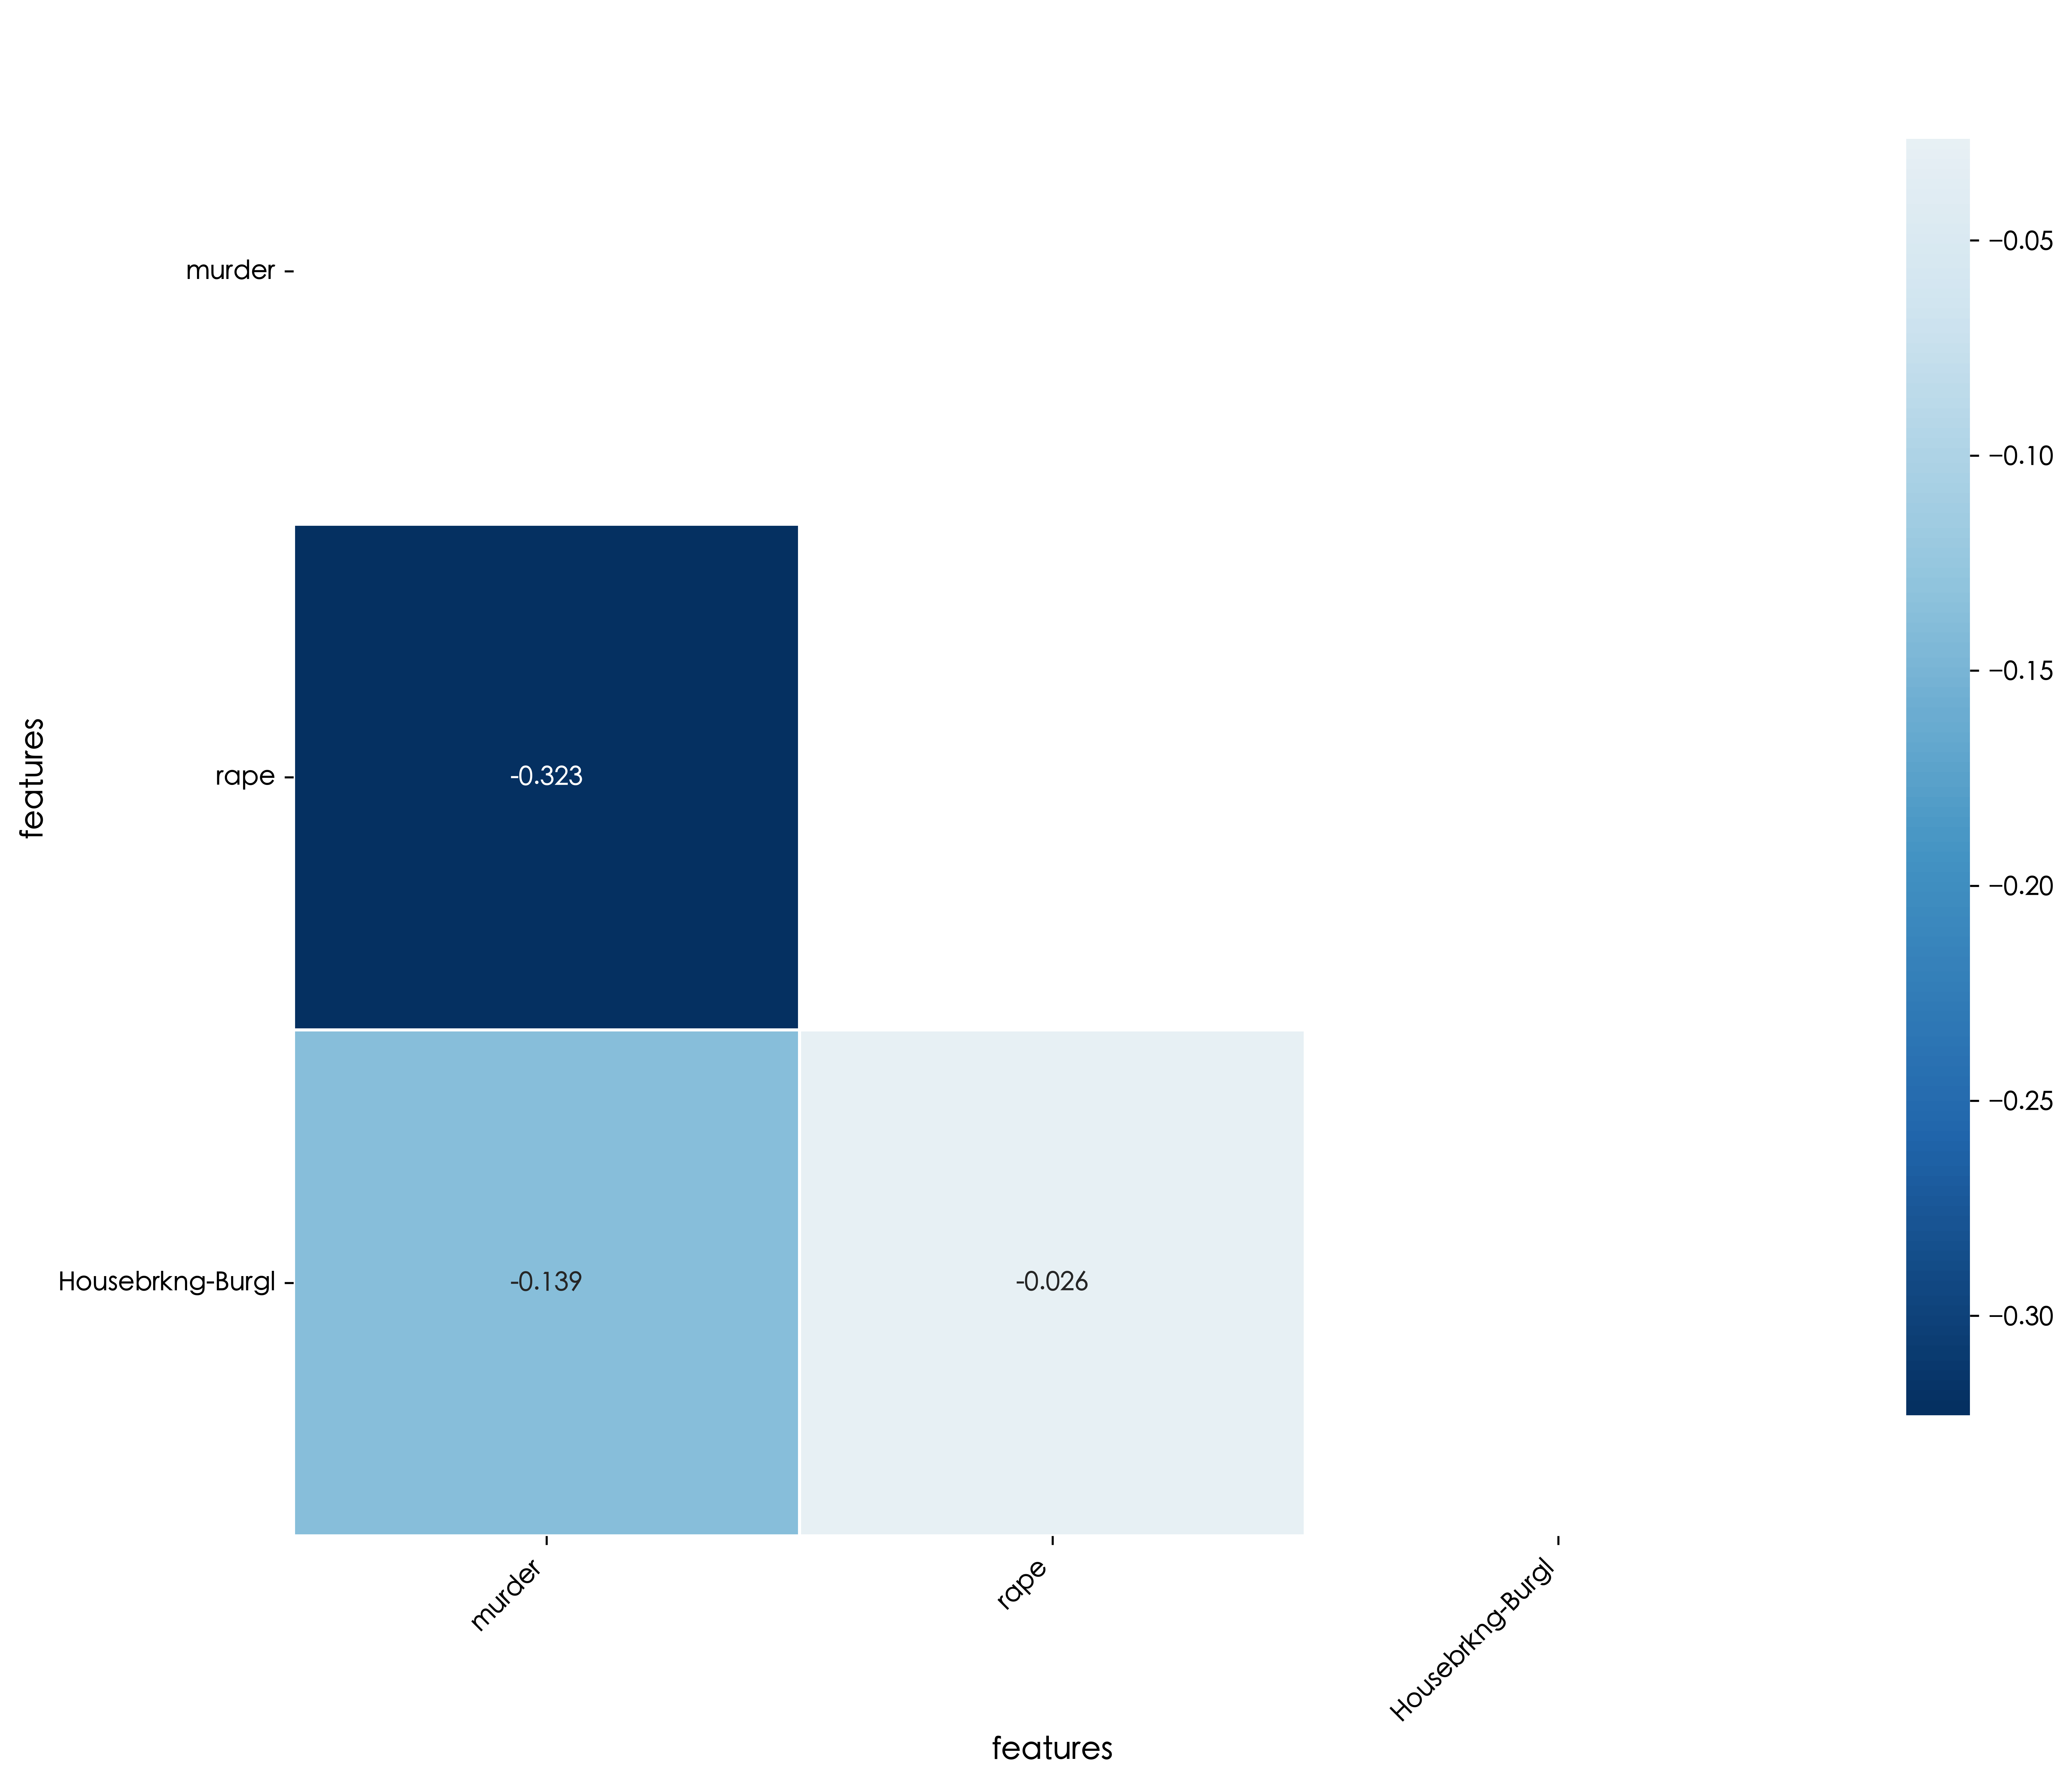 murder
rape
Housebrkng-Burgl
features
-0.323
-0.139
-0.026
murder
rape
Housebrkng-Burgl
features
−0.05
−0.10
−0.15
−0.20
−0.25
−0.30